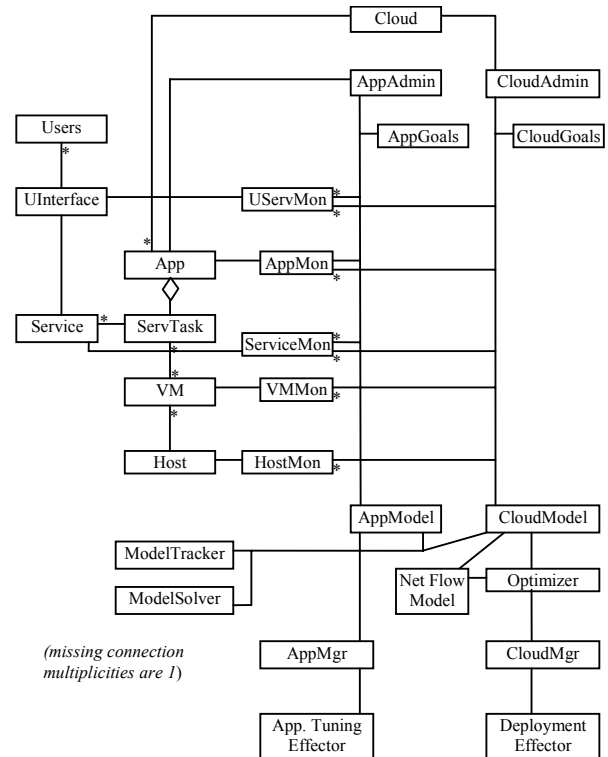 Cloud
AppAdmin
CloudAdmin
Users
*
AppGoals
CloudGoals
UInterface
UServMon
*
*
*
App
AppMon
*
Service
*
ServTask
*
ServiceMon
*
*
*
VM
*
VMMon
*
Host
HostMon
*
AppModel
CloudModel
ModelTracker
Net Flow
Model
Optimizer
ModelSolver
(missing connection
multiplicities are 1)
AppMgr
CloudMgr
App. Tuning
Effector
Deployment
Effector